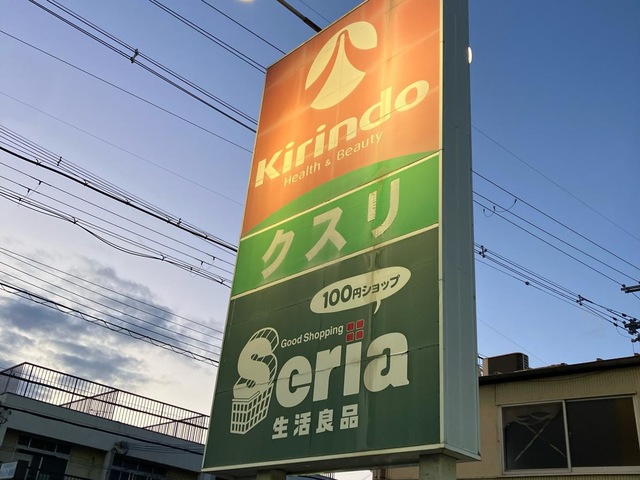 Kirindo
Health & Beauty
クスリ
100円ショップ
Good Shopping
Seria
生活良品